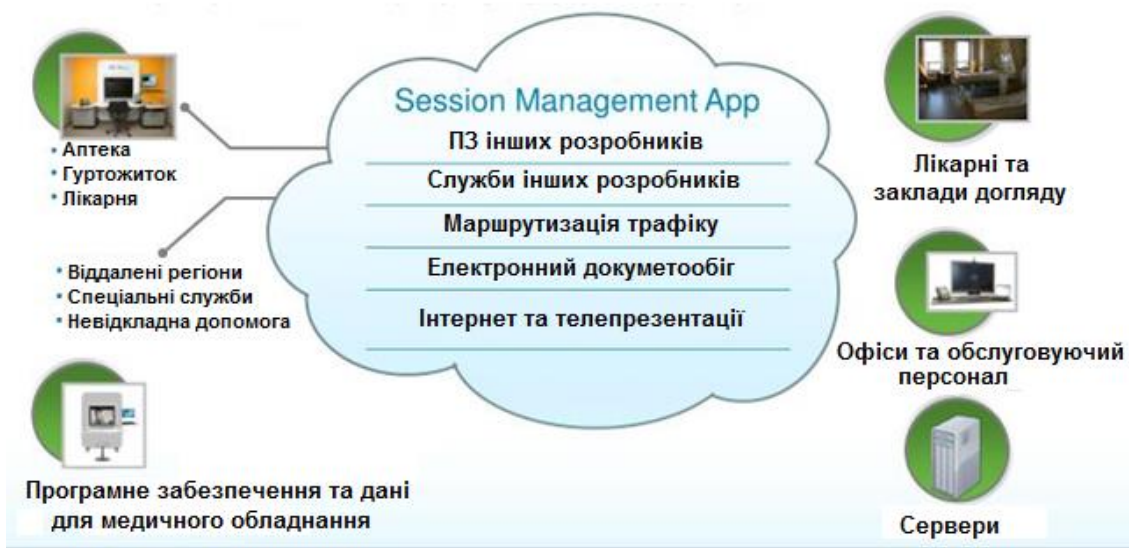 Session Management App
ПЗ інших розробників
Служби інших розробників
Маршрутизація трафіку
Електронний докуметообіг
Інтернет та телепрезентації
• Аптека
• Гуртожиток
• Лікарня
• Віддалені регіони
• Спеціальні служби
• Невідкладна допомога
Програмне забезпечення та дані
для медичного обладнання
Лікарні та
заклади догляду
Офіси та обслуговуючий
персонал
Сервери